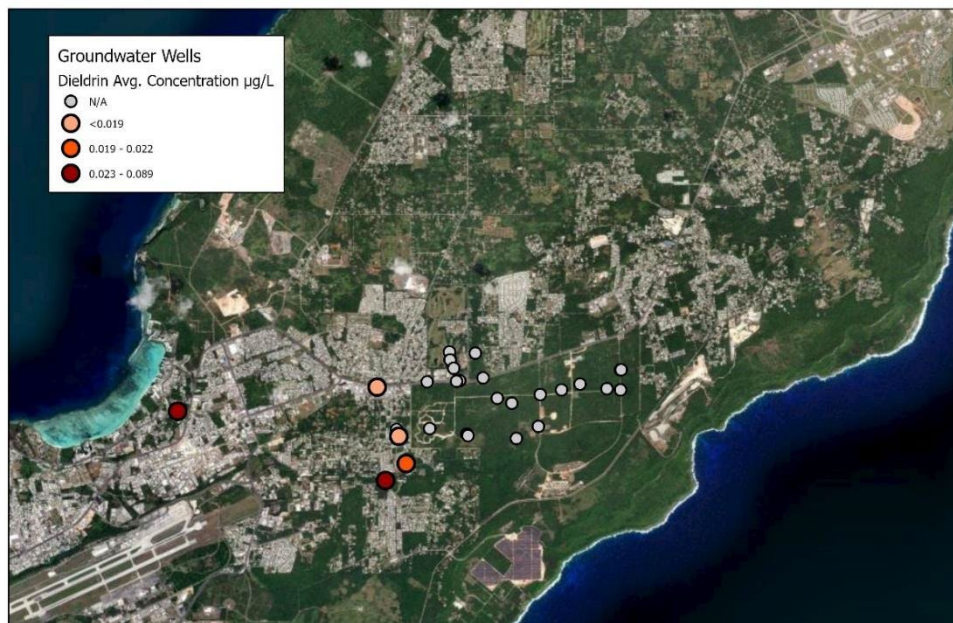 Groundwater Wells
Dieldrin Avg. Concentration µg/L
N/A
<0.019
0.019 - 0.022
0.023 - 0.089